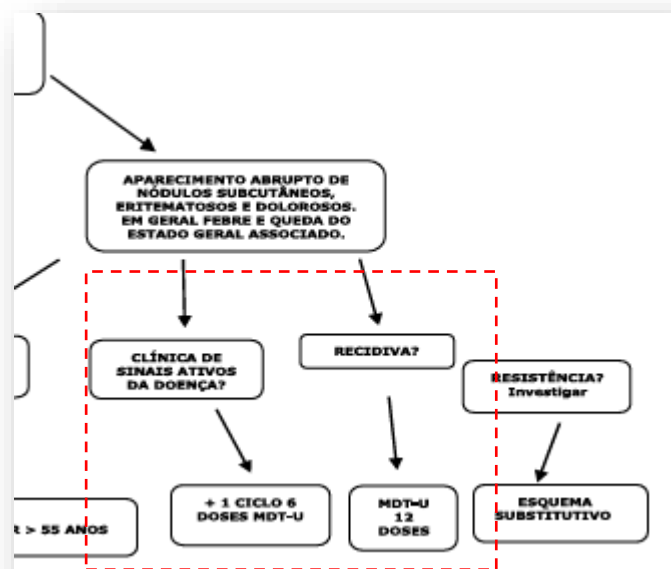 APARECIMENTO ABRUPTO DE
NÓDULOS SUBCUTÂNEOS,
ERITEMATOSOS E DOLOROSOS.
EM GERAL FEBRE E QUEDA DO
ESTADO GERAL ASSOCIADO.
CLÍNICA DE
SINAIS ATIVOS
DA DOENÇA?
RECIDIVA?
RESISTÊNCIA?
Investigar
R > 55 ANOS
+ 1 CICLO 6
DOSES MDT-U
MDT-U
12
DOSES
ESQUEMA
SUBSTITUTIVO